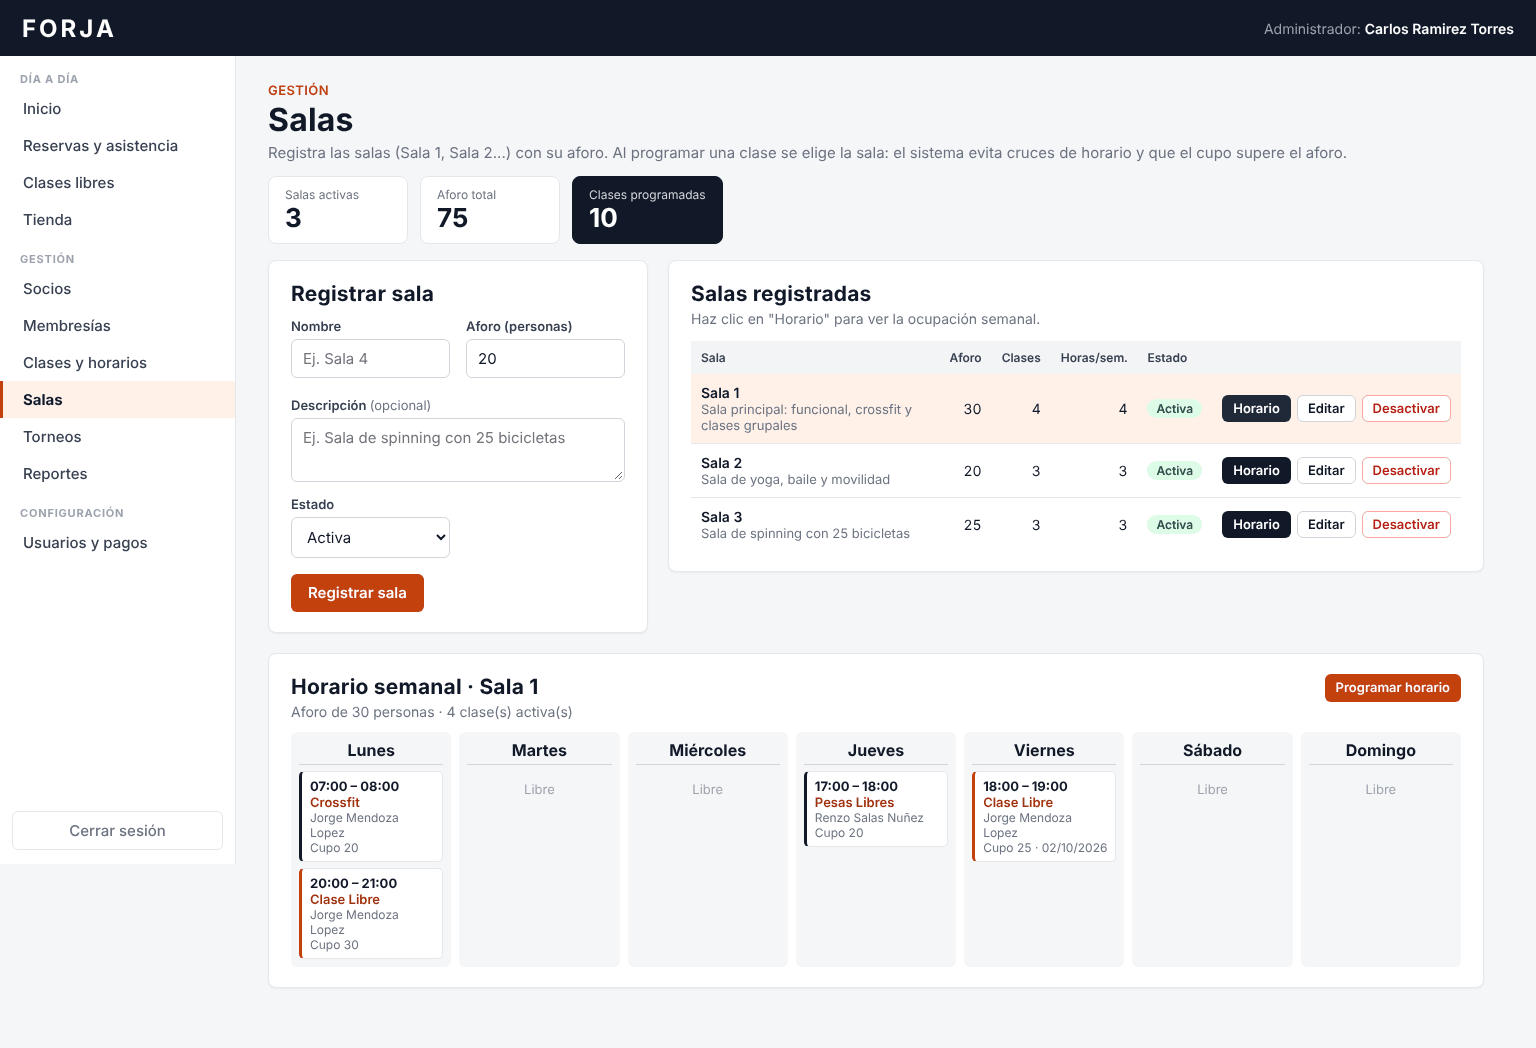 FORJA
Administrador: Carlos Ramirez Torres
DÍA A DÍA
Inicio
Reservas y asistencia
Clases libres
Tienda
GESTIÓN
Socios
Membresías
Clases y horarios
Salas
Torneos
Reportes
CONFIGURACIÓN
Usuarios y pagos
Cerrar sesión
GESTIÓN
Salas
Registra las salas (Sala 1, Sala 2...) con su aforo. Al programar una clase se elige la sala: el sistema evita cruces de horario y que el cupo supere el aforo.
Salas activas
3
Aforo total
75
Clases programadas
10
Registrar sala
Nombre
Ej. Sala 4
Aforo (personas)
20
Descripción (opcional)
Ej. Sala de spinning con 25 bicicletas
Estado
Activa
Registrar sala
Salas registradas
Haz clic en "Horario" para ver la ocupación semanal.
Sala Aforo Clases Horas/sem. Estado
Sala 1
Sala principal: funcional, crossfit y
clases grupales
30 4 4 Activa Horario Editar Desactivar
Sala 2
Sala de yoga, baile y movilidad
20 3 3 Activa Horario Editar Desactivar
Sala 3
Sala de spinning con 25 bicicletas
25 3 3 Activa Horario Editar Desactivar
Horario semanal · Sala 1
Aforo de 30 personas · 4 clase(s) activa(s)
Programar horario
Lunes
07:00 – 08:00
Crossfit
Jorge Mendoza
Lopez
Cupo 20
20:00 – 21:00
Clase Libre
Jorge Mendoza
Lopez
Cupo 30
Martes
Libre
Miércoles
Libre
Jueves
17:00 – 18:00
Pesas Libres
Renzo Salas Nuñez
Cupo 20
Viernes
18:00 – 19:00
Clase Libre
Jorge Mendoza
Lopez
Cupo 25 · 02/10/2026
Sábado
Libre
Domingo
Libre